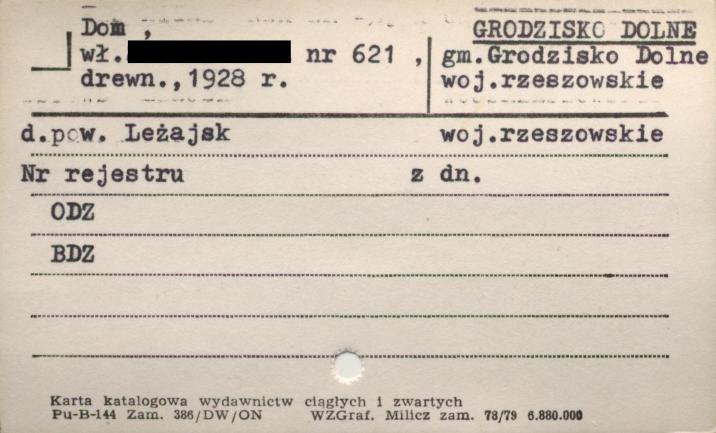 Dom ,
GRODZISKO DOLNE
wł. nr 621 ,
gm.Grodzisko Dolne
drewn.,1928 r.
woj.rzeszowskie
d.pow. Leżajsk
woj.rzeszowskie
Nr rejestru z dn.
ODZ
BDZ
Karta katalogowa wydawnictw ciągłych i zwartych
Pu-B-144 Zam. 386/DW/ON WZGraf. Milicz zam. 78/79 6.880.000